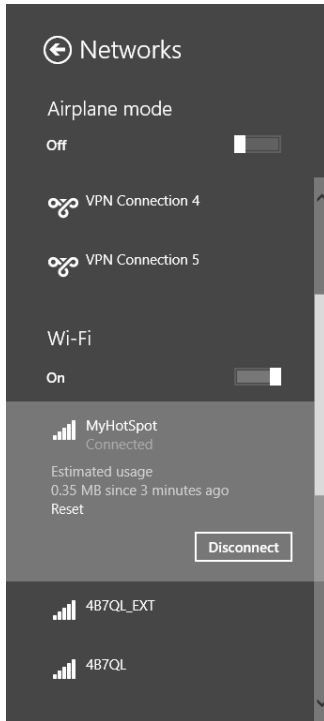 Networks
Airplane mode
Off
VPN Connection 4
VPN Connection 5
Wi-Fi
On
MyHotSpot
Connected
Estimated usage
0.35 MB since 3 minutes ago
Reset
Disconnect
4B7QL_EXT
4B7QL